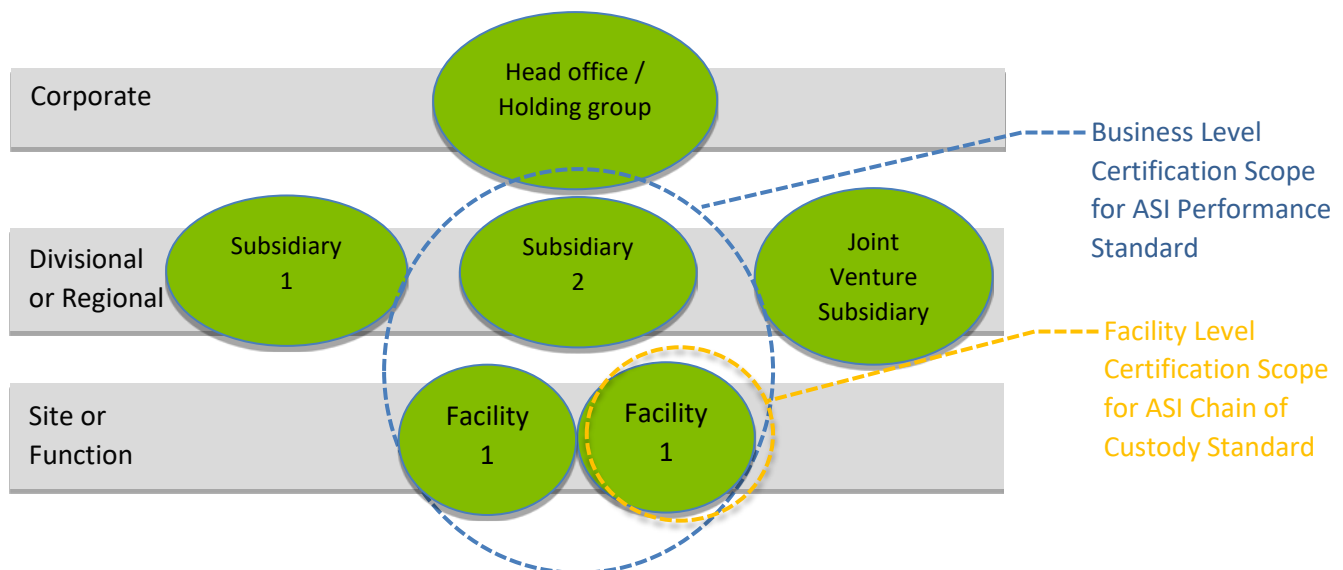 Corporate
Head office /
Holding group
Business Level
Certification Scope
for ASI Performance
Standard
Divisional
or Regional
Subsidiary
1
Subsidiary
2
Joint
Venture
Subsidiary
Facility Level
Certification Scope
for ASI Chain of
Custody Standard
Site or
Function
Facility
1
Facility
1